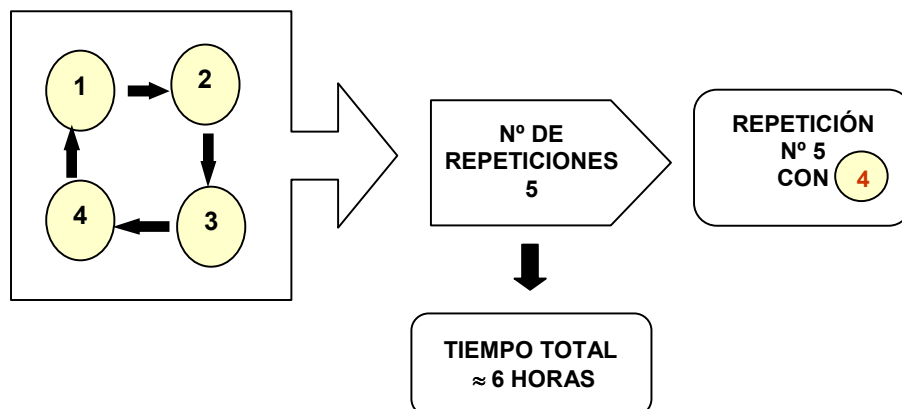 1
2
4
3
Nº DE
REPETICIONES
5
REPETICIÓN
Nº 5
CON 4
TIEMPO TOTAL
≈ 6 HORAS